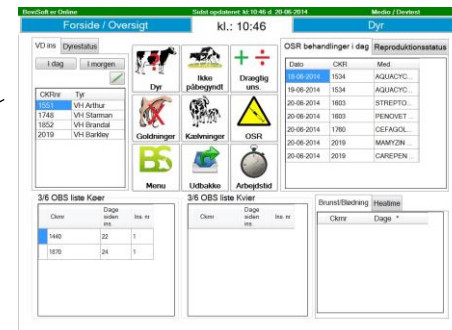 BoviSoft er Online
Sidst opdateret: kl 10:46 d. 20-06-2014
Medio / Devtest
Forside / Oversigt
kl.: 10:46
Dyr
VD ins
Dyrestatus
I dag
I morgen
CKRnr Tyr
1551 VH Arthur
1748 VH Starman
1852 VH Brandal
2019 VH Barkley
Dyr
Ikke
påbegyndt
Drægtig
uns.
Goldninger
Kælvninger
OSR
BS
Menu
Udbakke
Arbejdstid
OSR behandlinger i dag
Reproduktionsstatus
Dato CKR Med.
18-06-2014 1534 AQUACYC...
19-06-2014 1534 AQUACYC...
20-06-2014 1603 STREPTO...
20-06-2014 1603 PENOVET ...
20-06-2014 1760 CEFAGOL...
20-06-2014 2019 MAMYZIN ...
20-06-2014 2019 CAREPEN ...
3/6 OBS liste Køer
Ckrnr Dage siden ins. Ins. nr
1440 22 1
1870 24 1
3/6 OBS liste Kvier
Ckrnr Dage siden ins. Ins. nr
Brunst/Blødning
Heatime
Ckrnr Dage